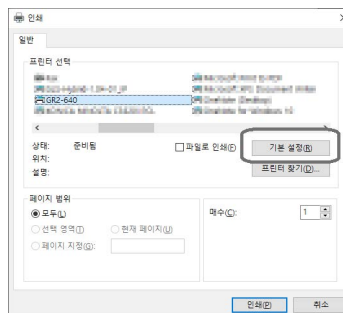 인쇄
일반
프린터 선택
GR2-640
상태: 준비됨
파일로 인쇄(F)
기본 설정(R)
위치:
설명:
프린터 찾기(D)...
페이지 범위
모두(L)
선택 영역(T)
현재 페이지(U)
페이지 지정(G):
매수(C):
1
인쇄(P)
취소